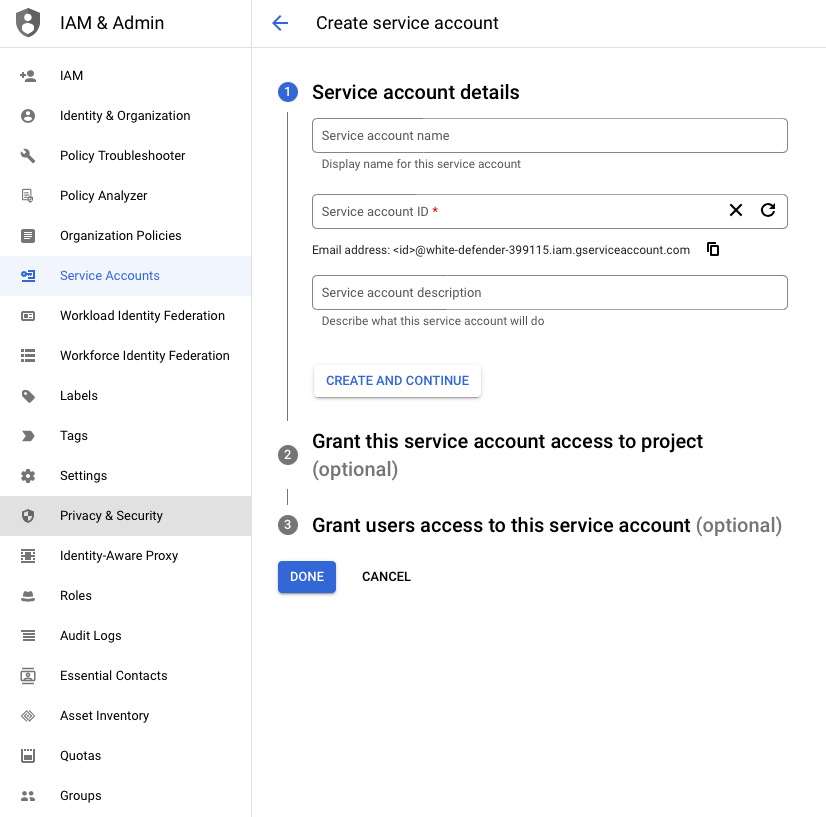 IAM & Admin
Create service account
IAM
Identity & Organization
Policy Troubleshooter
Policy Analyzer
Organization Policies
Service Accounts
Workload Identity Federation
Workforce Identity Federation
Labels
Tags
Settings
Privacy & Security
Identity-Aware Proxy
Roles
Audit Logs
Essential Contacts
Asset Inventory
Quotas
Groups
1 Service account details
Service account name
Display name for this service account
Service account ID *
Email address: <id>@white-defender-399115.iam.gserviceaccount.com
Service account description
Describe what this service account will do
CREATE AND CONTINUE
2 Grant this service account access to project
(optional)
3 Grant users access to this service account (optional)
DONE CANCEL